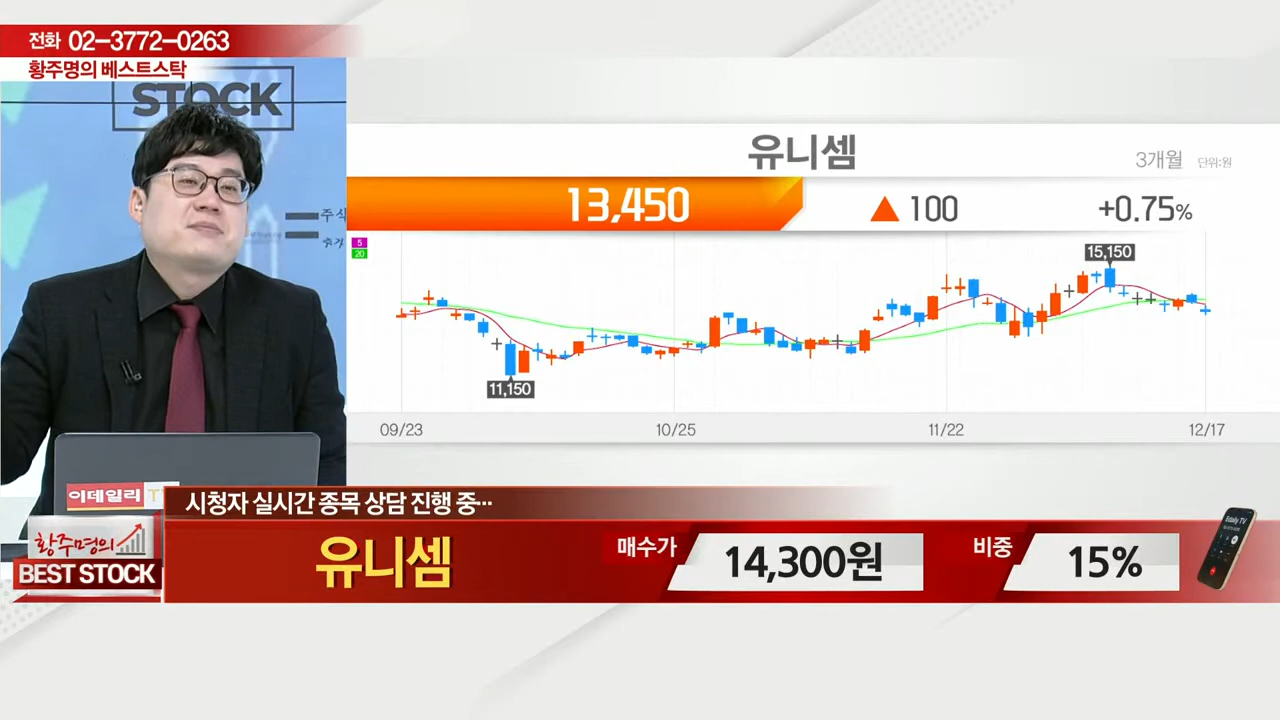 전화 02-3772-0263
황주명의 베스트스탁
STOCK
주식
유니셈
3개월 단위:원
13,450 ▲ 100 +0.75%
5
20
15,150
11,150
09/23 10/25 11/22 12/17
이데일리 T
시청자 실시간 종목 상담 진행 중...
황주명의
BEST STOCK
유니셈 매수가 14,300원 비중 15%
Edaily TV